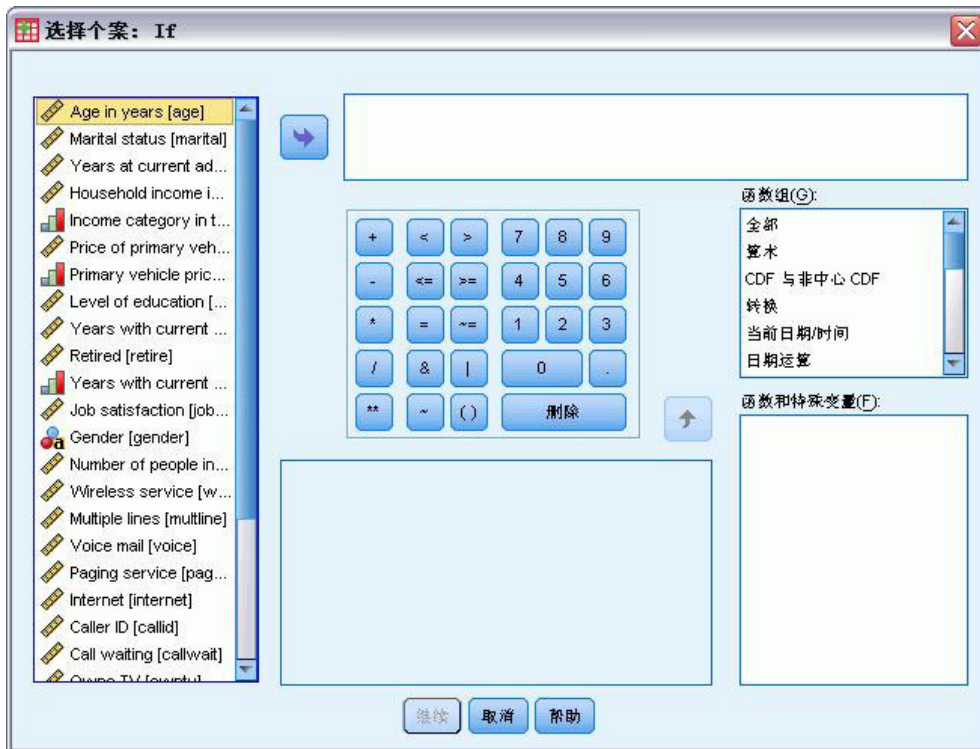 选择个案: If
Age in years [age]
Marital status [marital]
Years at current ad...
Household income i...
Income category in t...
Price of primary veh...
Primary vehicle pric...
Level of education [...
Years with current ...
Retired [retire]
Years with current ...
Job satisfaction [job...
Gender [gender]
Number of people in...
Wireless service [w...
Multiple lines [multline]
Voice mail [voice]
Paging service [pag...
Internet [internet]
Caller ID [callid]
Call waiting [callwait]
Owns TV [owntv]
+ < > 7 8 9
- <= >= 4 5 6
* = ~= 1 2 3
/ & | 0 .
** ~ ( ) 删除
函数组(G):
全部
算术
CDF 与非中心 CDF
转换
当前日期/时间
日期运算
函数和特殊变量(F):
继续 取消 帮助